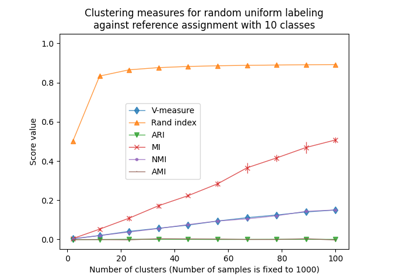 Clustering measures for random uniform labeling
against reference assignment with 10 classes
1.0
0.8
0.6
0.4
0.2
0.0
Score value
V-measure
Rand index
ARI
MI
NMI
AMI
0
20
40
60
80
100
Number of clusters (Number of samples is fixed to 1000)